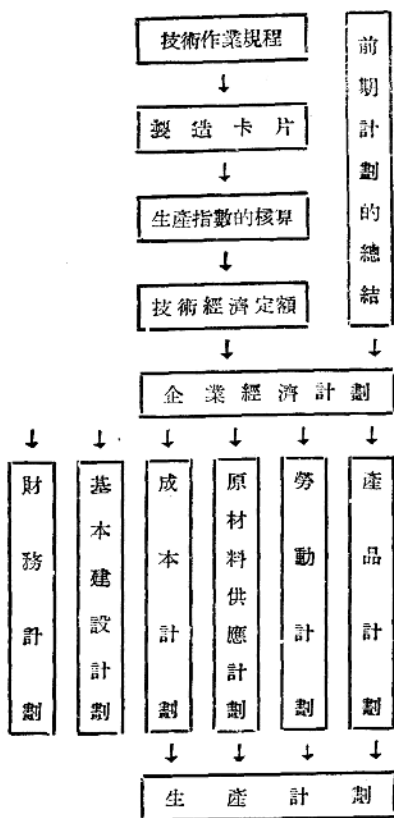 技術作業規程
製造卡片
生產指數的核算
技術經濟定額
前期計劃的總結
企業經濟計劃
財務計劃
基本建設計劃
成本計劃
原材料供應計劃
勞動計劃
產品計劃
生產計劃